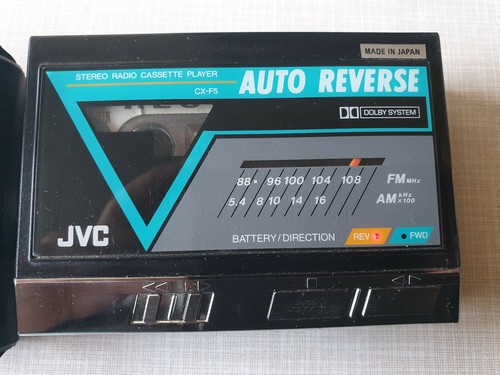 MADE IN JAPAN
STEREO RADIO CASSETTE PLAYER
AUTO REVERSE
CX-F5
DOLBY SYSTEM
88 96 100 104 108 FM MHz
5.4 8 10 14 16 AM kHz ×100
JVC
BATTERY/DIRECTION REV FWD